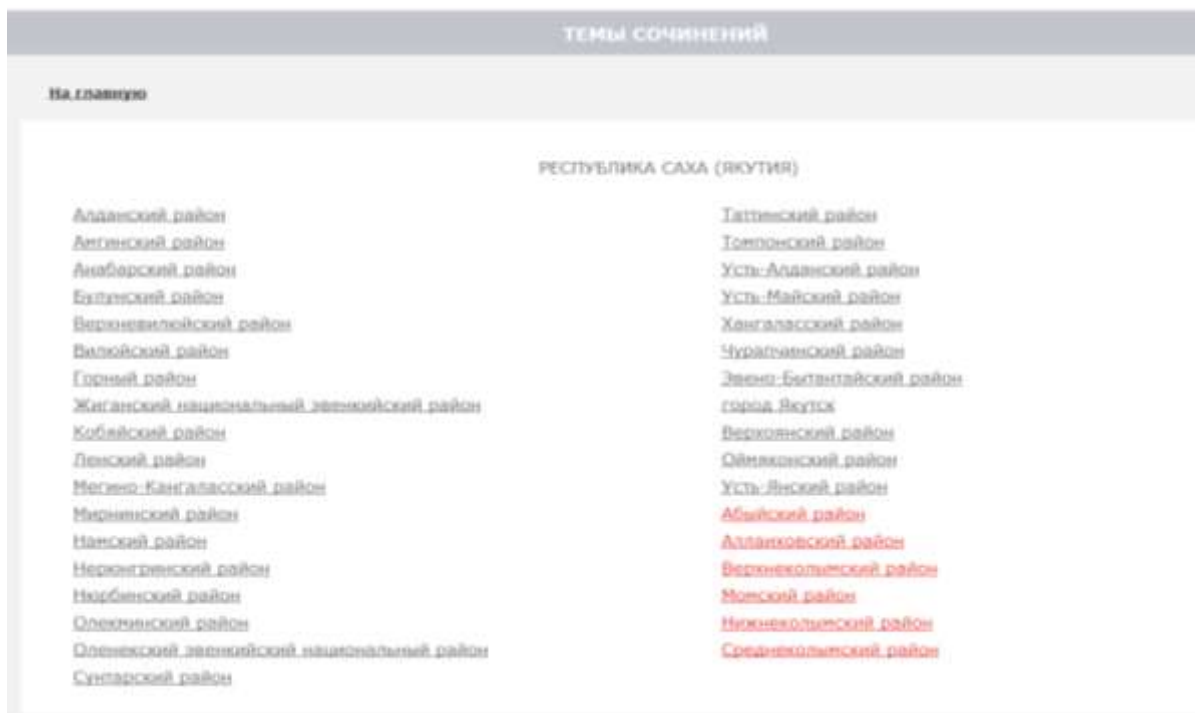 ТЕМЫ СОЧИНЕНИЙ
На главную
РЕСПУБЛИКА САХА (ЯКУТИЯ)
Алданский район
Амгинский район
Анабарский район
Булунский район
Верхневилюйский район
Вилюйский район
Горный район
Жиганский национальный эвенкийский район
Кобяйский район
Ленский район
Мегино-Кангаласский район
Мирнинский район
Намский район
Нерюнгринский район
Нюрбинский район
Олекминский район
Оленекский эвенкийский национальный район
Сунтарский район
Таттинский район
Томпонский район
Усть-Алданский район
Усть-Майский район
Хангаласский район
Чурапчинский район
Эвено-Бытантайский район
город Якутск
Верхоянский район
Оймяконский район
Усть-Янский район
Абыйский район
Аллаиховский район
Верхнеколымский район
Момский район
Нижнеколымский район
Среднеколымский район